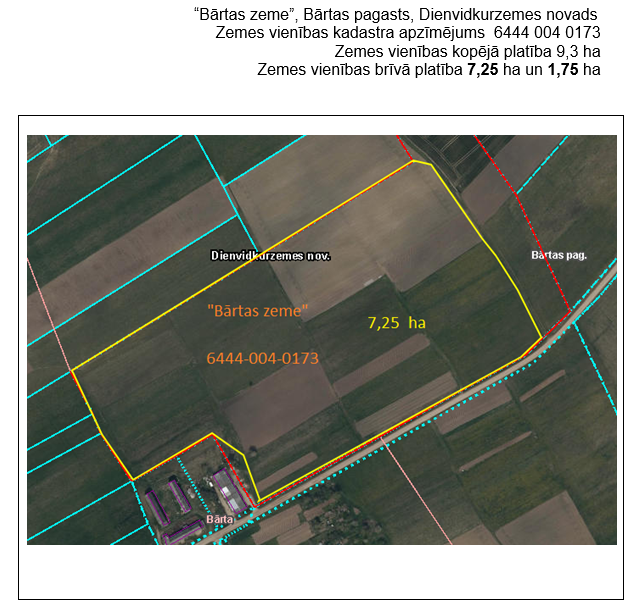 “Bārtas zeme”, Bārtas pagasts, Dienvidkurzemes novads
Zemes vienības kadastra apzīmējums 6444 004 0173
Zemes vienības kopējā platība 9,3 ha
Zemes vienības brīvā platība 7,25 ha un 1,75 ha
Dienvidkurzemes nov.
Bārtas pag.
"Bārtas zeme"
7,25 ha
6444-004-0173
Bārta